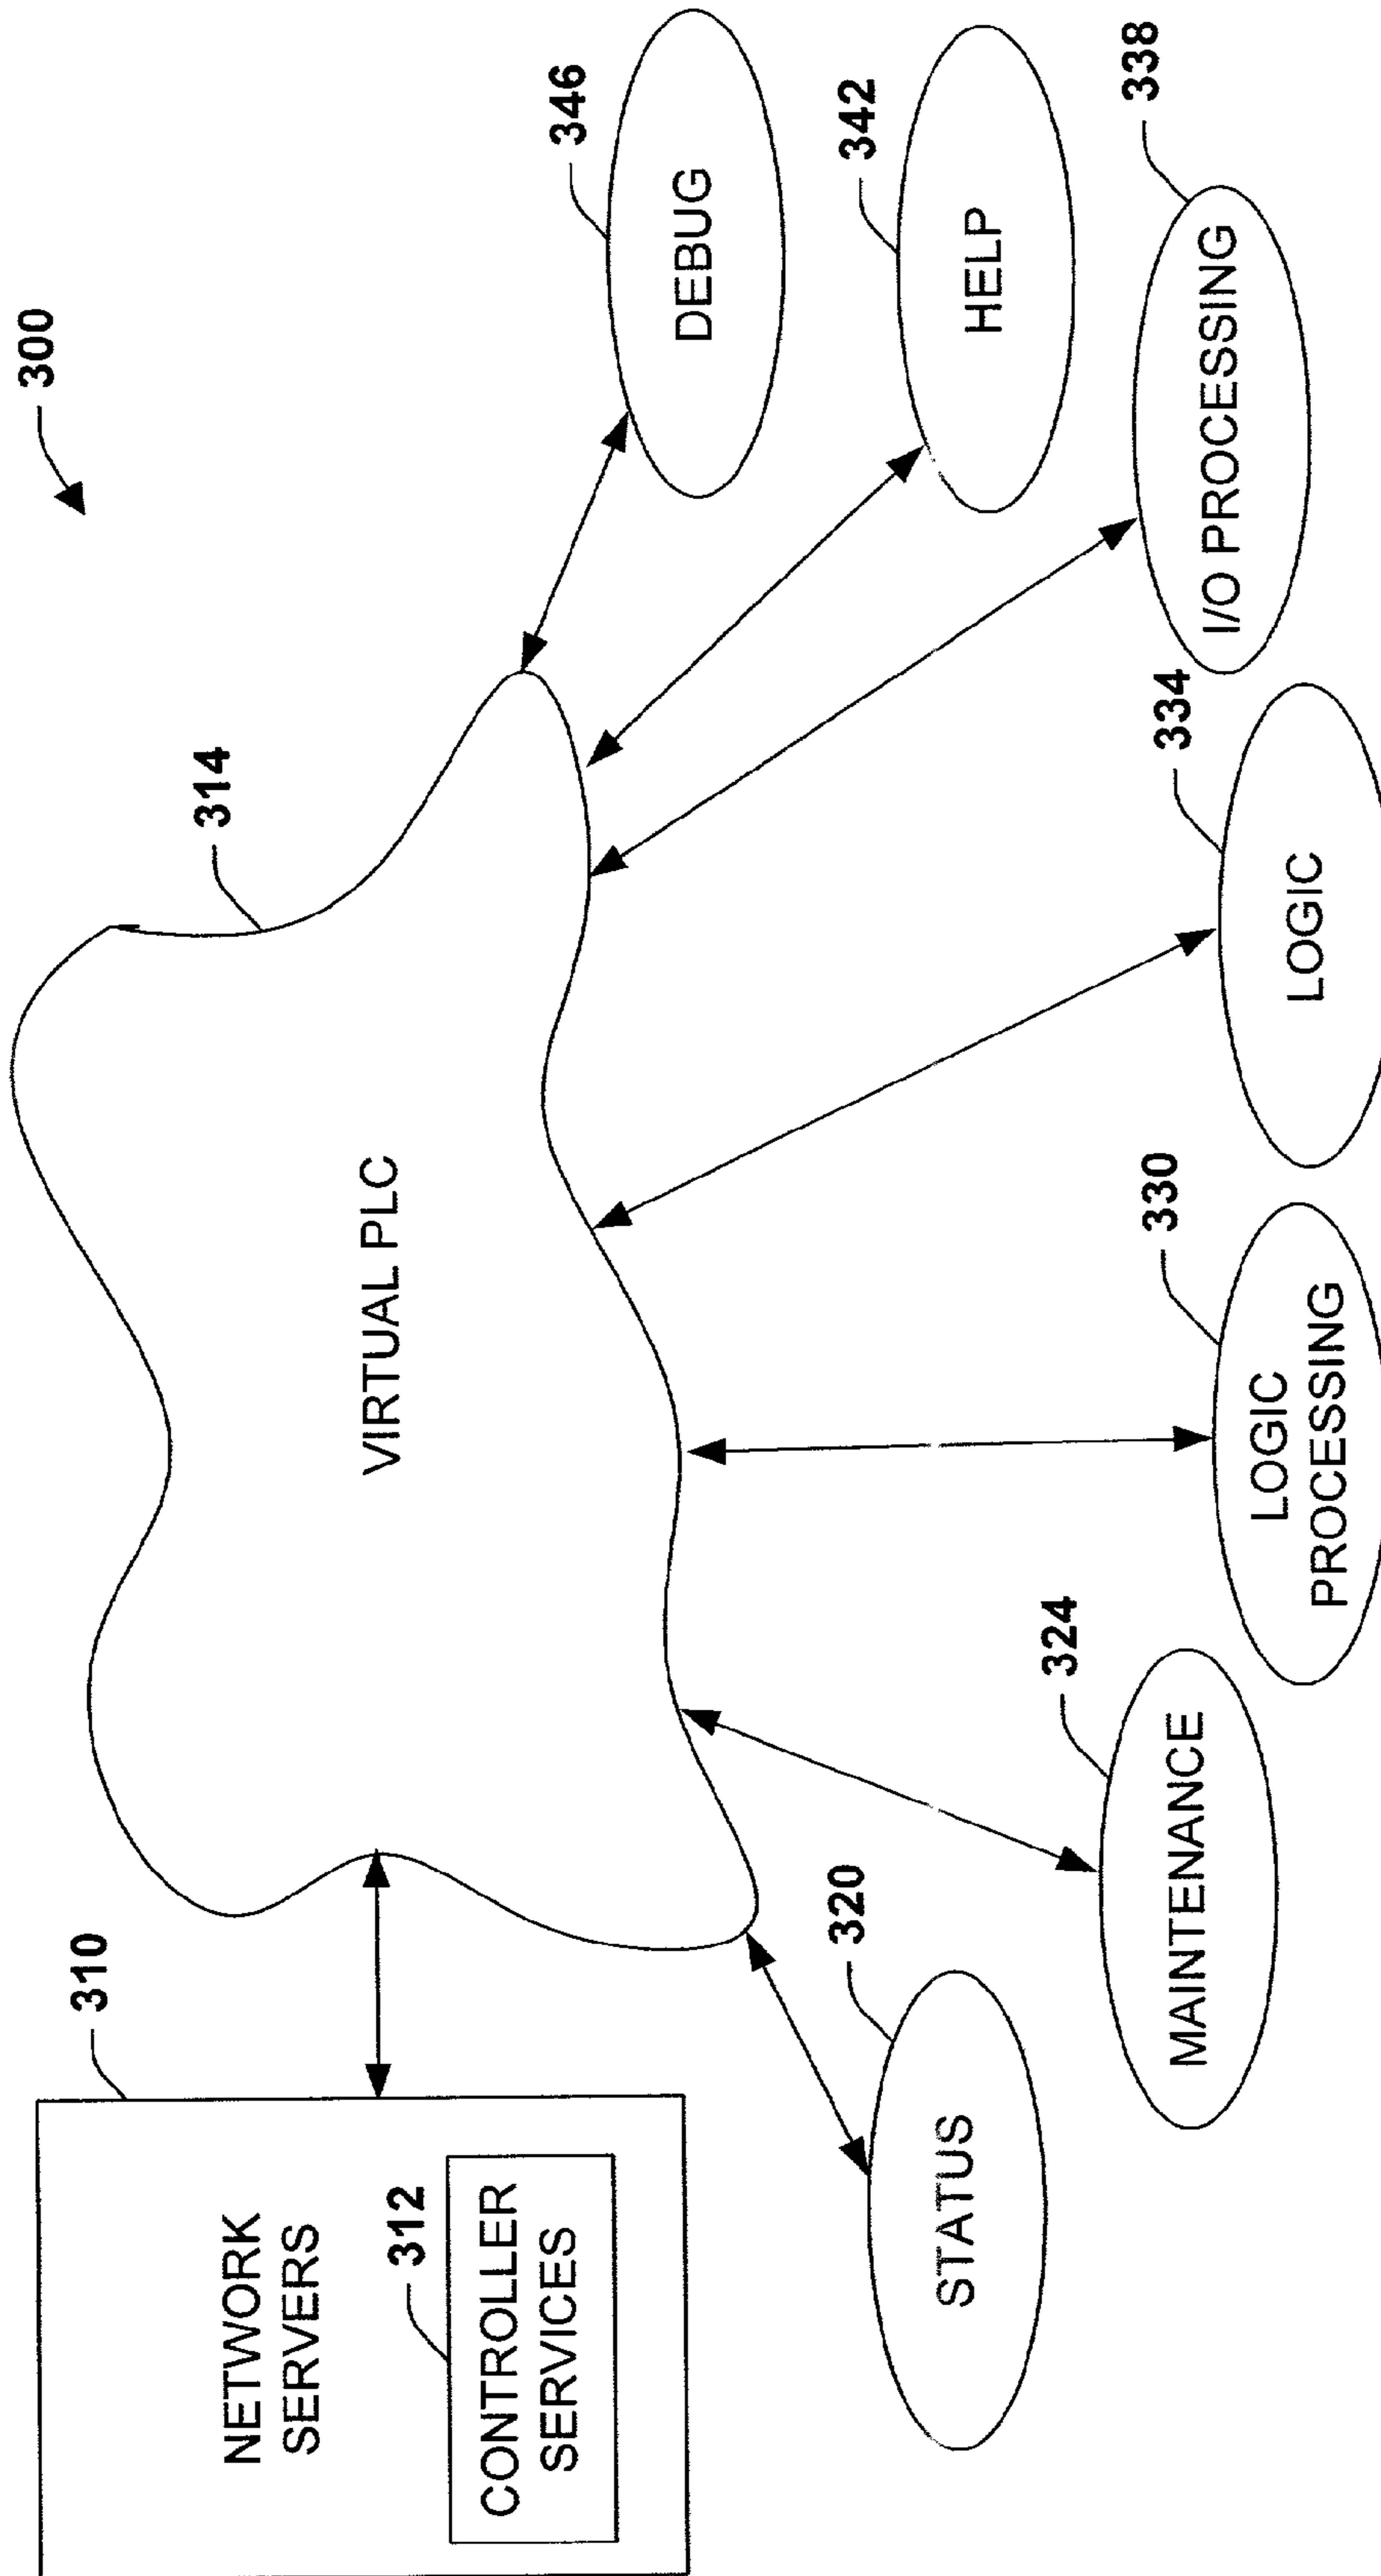 300
310
NETWORK
SERVERS
312
CONTROLLER
SERVICES
314
VIRTUAL PLC
320
STATUS
324
MAINTENANCE
330
LOGIC
PROCESSING
334
LOGIC
338
I/O PROCESSING
342
HELP
346
DEBUG